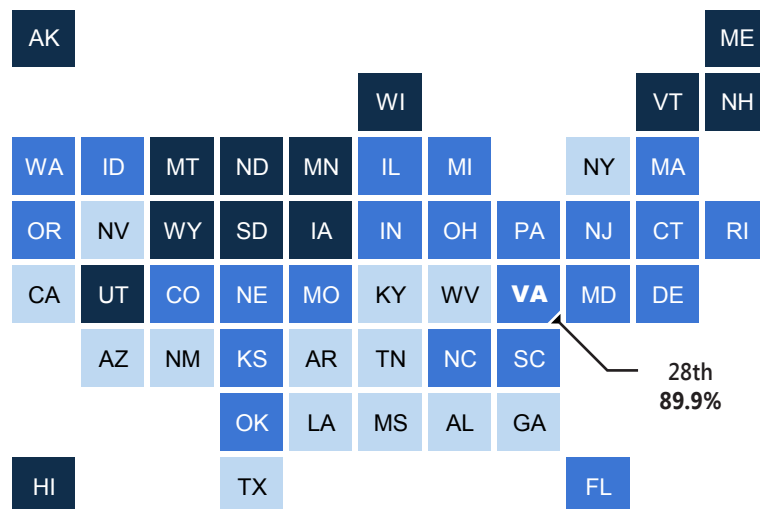 AK ME
WI VT NH
WA ID MT ND MN IL MI NY MA
OR NV WY SD IA IN OH PA NJ CT RI
CA UT CO NE MO KY WV VA MD DE
AZ NM KS AR TN NC SC
28th
89.9%
OK LA MS AL GA
HI TX FL